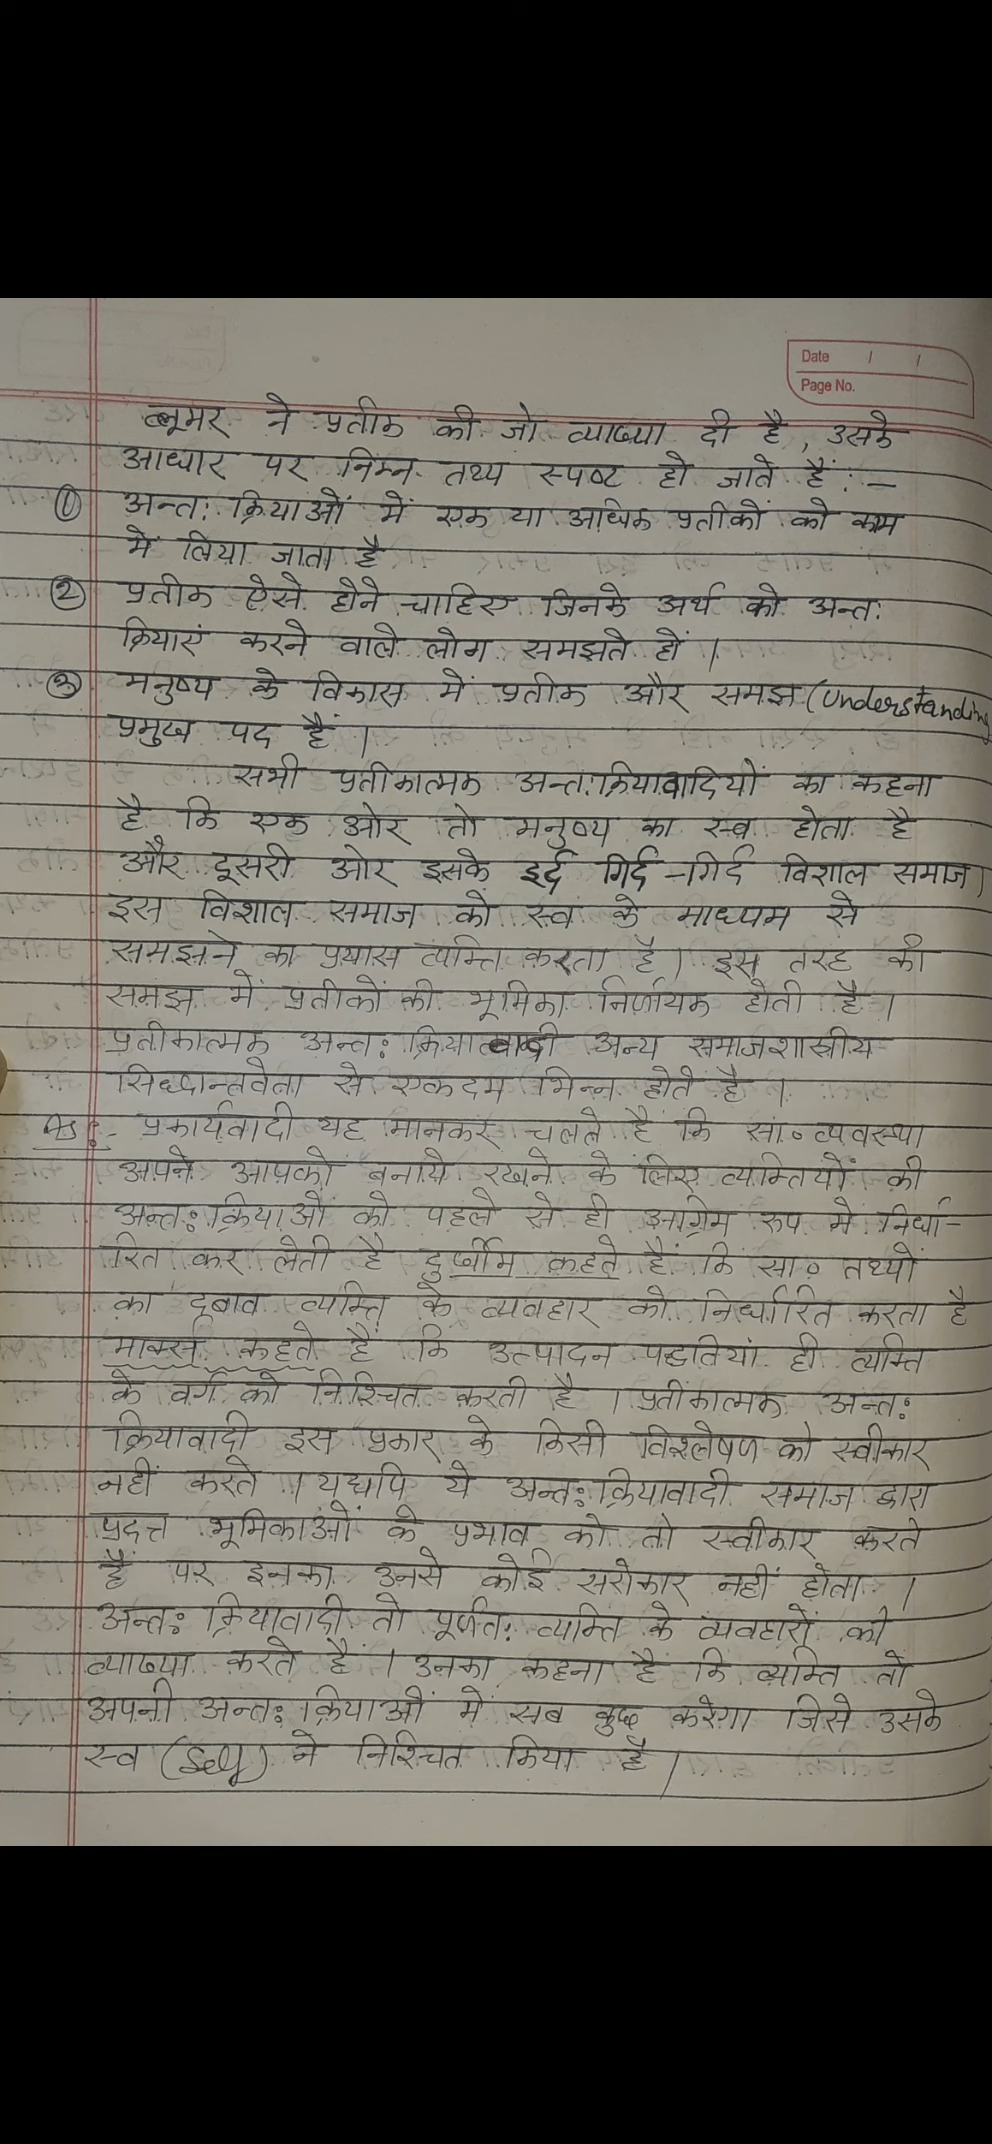 Date / /
Page No.
ब्लूमर ने प्रतीक की जो व्याख्या दी है, उसके
आधार पर निम्न तथ्य स्पष्ट हो जाते हैं :-
① अन्त: क्रियाओं में एक या अधिक प्रतीकों को काम
में लिया जाता है
② प्रतीक ऐसे होने चाहिए जिनके अर्थ को अन्त:
क्रियाएं करने वाले लोग समझते हों ।
③ मनुष्य के विकास में प्रतीक और समझ (Understanding
प्रमुख पद हैं ।
सभी प्रतीकात्मक अन्त:क्रियावादियों का कहना
है कि एक ओर तो मनुष्य का स्व होता है
और दूसरी ओर इसके इर्द गिर्द -गिर्द विशाल समाज।
इस विशाल समाज को स्व के माध्यम से
समझने का प्रयास व्यक्ति करता है । इस तरह की
समझ में प्रतीकों की भूमिका निर्णायक होती है ।
प्रतीकात्मक अन्त: क्रियावादी अन्य समाजशास्त्रीय
सिध्दान्तवेता से एकदम भिन्न होते है ।
As :- प्रकार्यवादी यह मानकर चलते है कि सा॰ व्यवस्था
अपने आपको बनाये रखने के लिए व्यक्तियों की
अन्त: क्रियाओं को पहले से ही अग्रिम रुप में निर्धा-
रित कर लेती है दुर्खीम कहते हैं कि सा॰ तथ्यों
का दबाव व्यक्ति के व्यवहार को निर्धारित करता है
मार्क्स कहते हैं कि उत्पादन पद्धतियां ही व्यक्ति
के वर्ग को निश्चित करती है । प्रतीकात्मक अन्त:
क्रियावादी इस प्रकार के किसी विश्लेषण को स्वीकार
नहीं करते । यद्यपि ये अन्त: क्रियावादी समाज द्वारा
प्रदत्त भूमिकाओं के प्रभाव को तो स्वीकार करते
हैं पर इनका उनसे कोई सरोकार नहीं होता ।
अन्त: क्रियावादी तो पूर्णत: व्यक्ति के व्यवहारों की
व्याख्या करते है । उनका कहना है कि व्यक्ति तो
अपनी अन्त: क्रियाओं में सब कुछ करेगा जिसे उसके
स्व (Self) ने निश्चित किया है ।